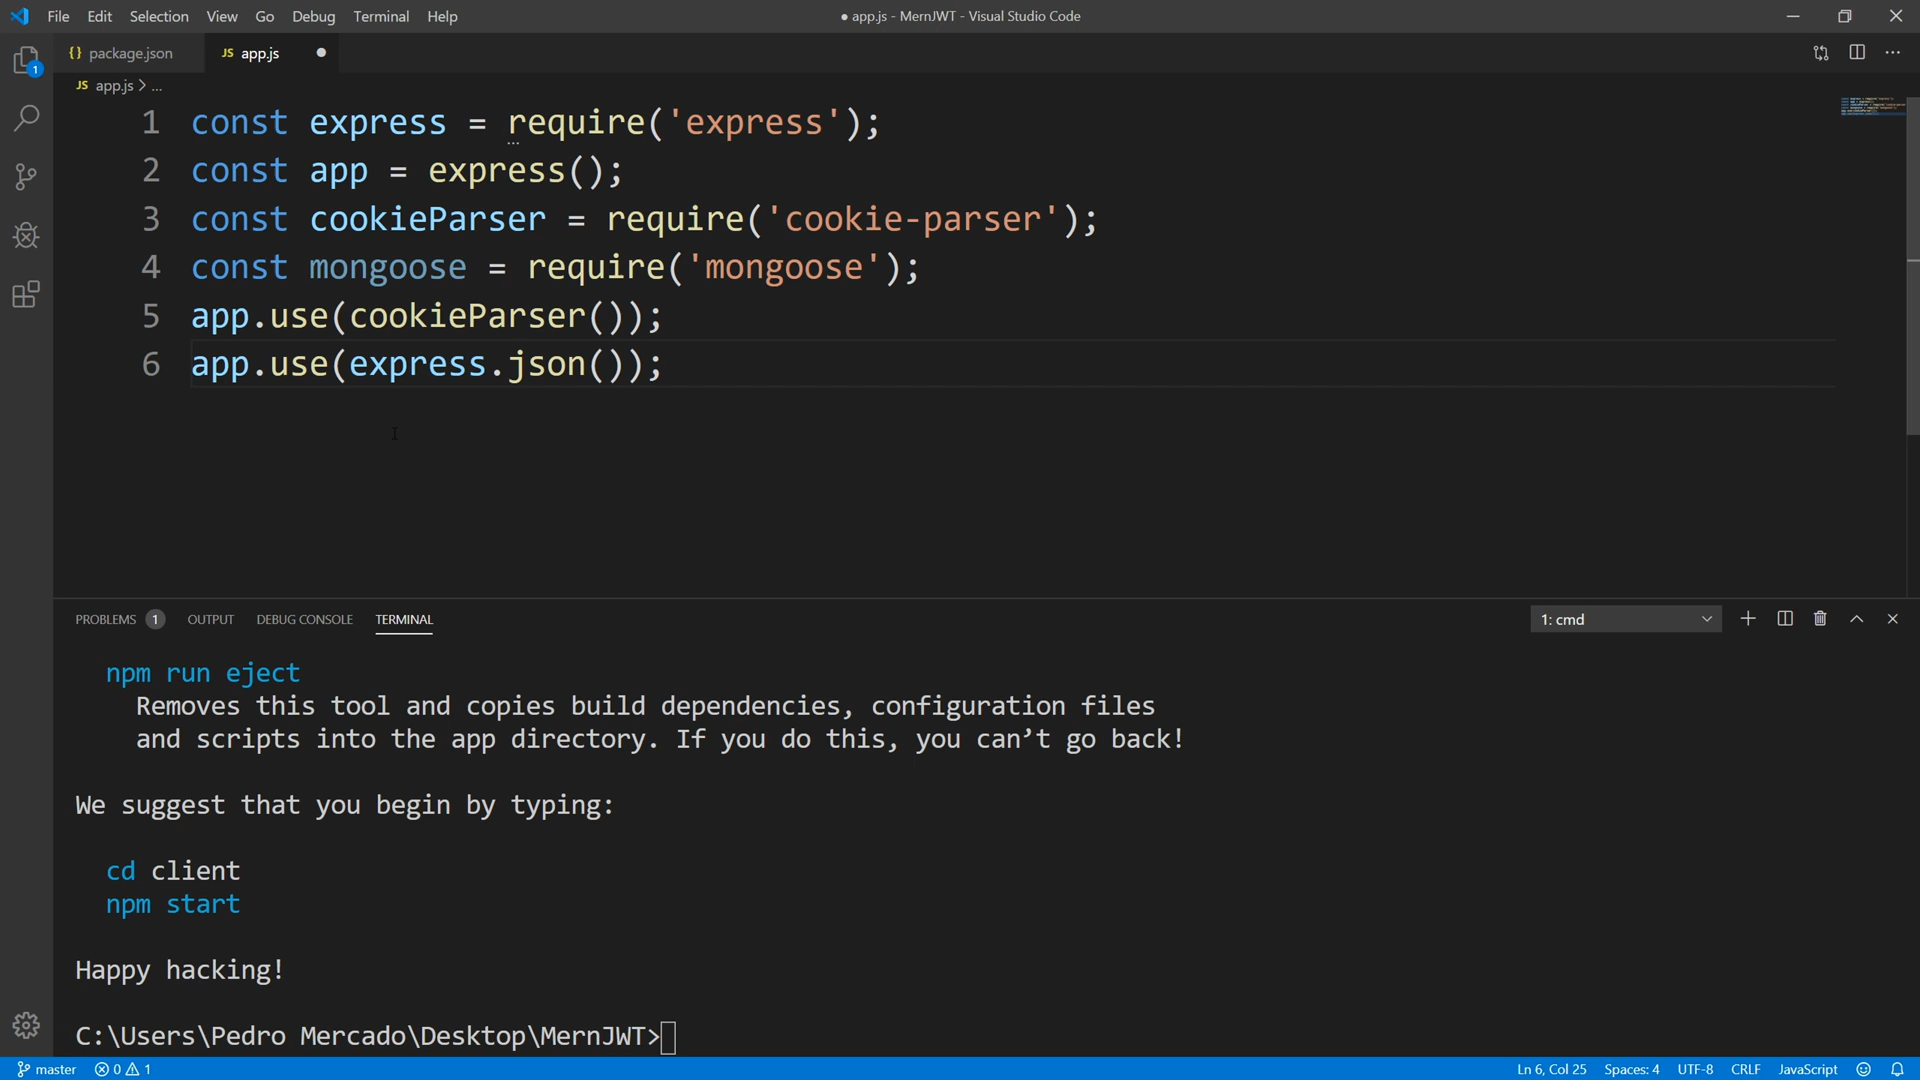 File Edit Selection View Go Debug Terminal Help
● app.js - MernJWT - Visual Studio Code
{} package.json
JS app.js ●
JS app.js > ...
1 const express = require('express');
2 const app = express();
3 const cookieParser = require('cookie-parser');
4 const mongoose = require('mongoose');
5 app.use(cookieParser());
6 app.use(express.json());
1
PROBLEMS 1 OUTPUT DEBUG CONSOLE TERMINAL
1: cmd
npm run eject
Removes this tool and copies build dependencies, configuration files
and scripts into the app directory. If you do this, you can’t go back!
We suggest that you begin by typing:
cd client
npm start
Happy hacking!
C:\Users\Pedro Mercado\Desktop\MernJWT>
master 0 1
Ln 6, Col 25 Spaces: 4 UTF-8 CRLF JavaScript